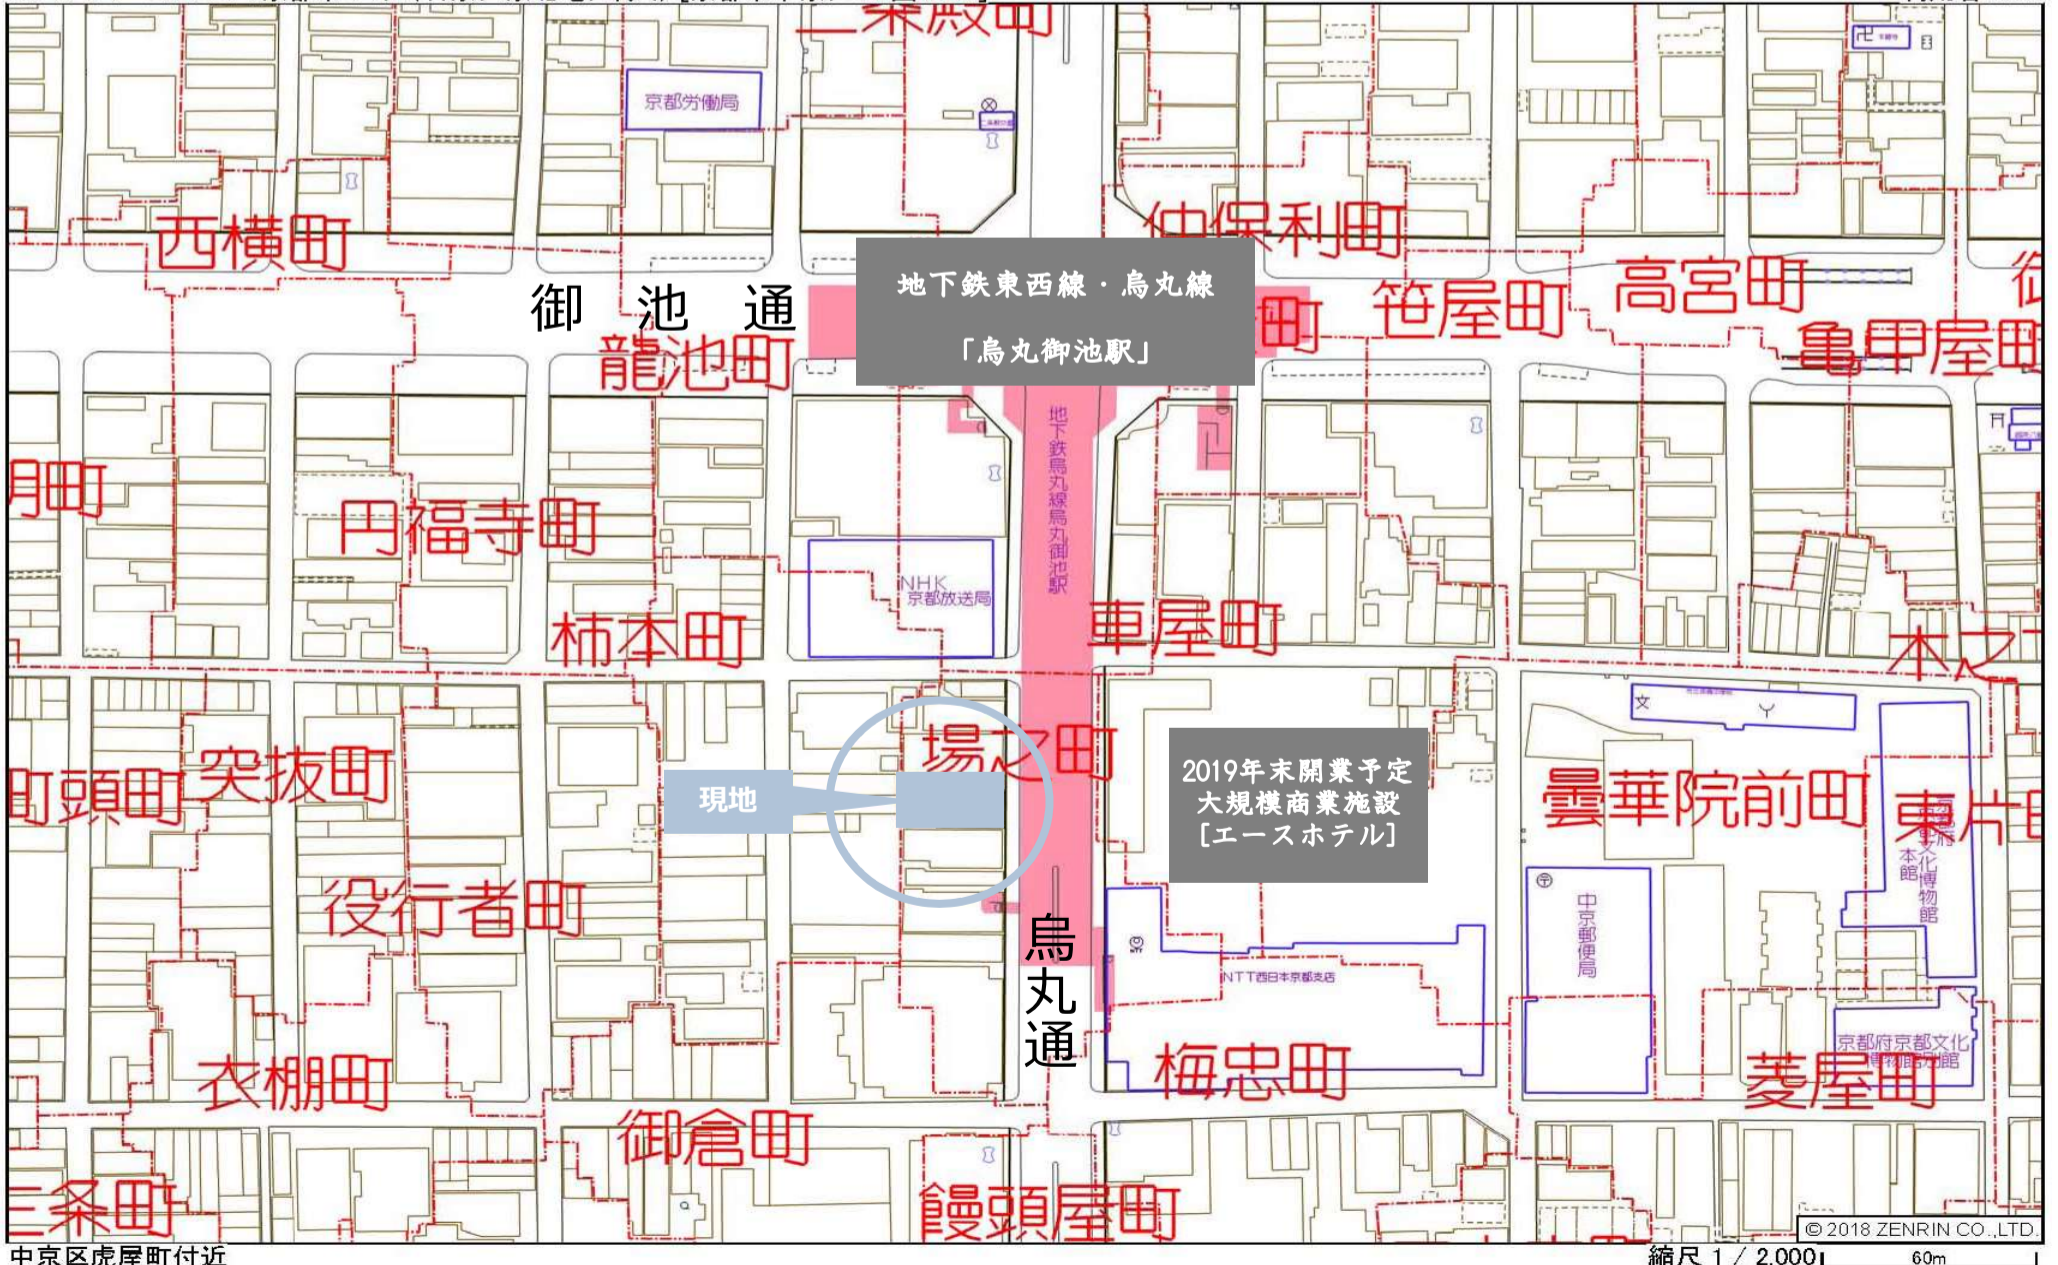 二条殿町
京都労働局
西横町
仲保利町
地下鉄東西線・烏丸線
「烏丸御池駅」
御池通
龍池町
町
笹屋町
高宮町
御
亀甲屋町
地下鉄烏丸線烏丸御池駅
円福寺町
NHK
京都放送局
柿本町
車屋町
木之
場之町
現地
2019年末開業予定
大規模商業施設
[エースホテル]
町頭町
突抜町
曇華院前町
東片
文
京都府京都文化博物館
本館
役行者町
烏丸通
中京郵便局
NTT西日本京都支店
衣棚町
梅忠町
京都府京都文化
博物館別館
菱屋町
御倉町
三条町
饅頭屋町
© 2018 ZENRIN CO.,LTD.
中京区虎屋町付近
縮尺 1 / 2,000
60m